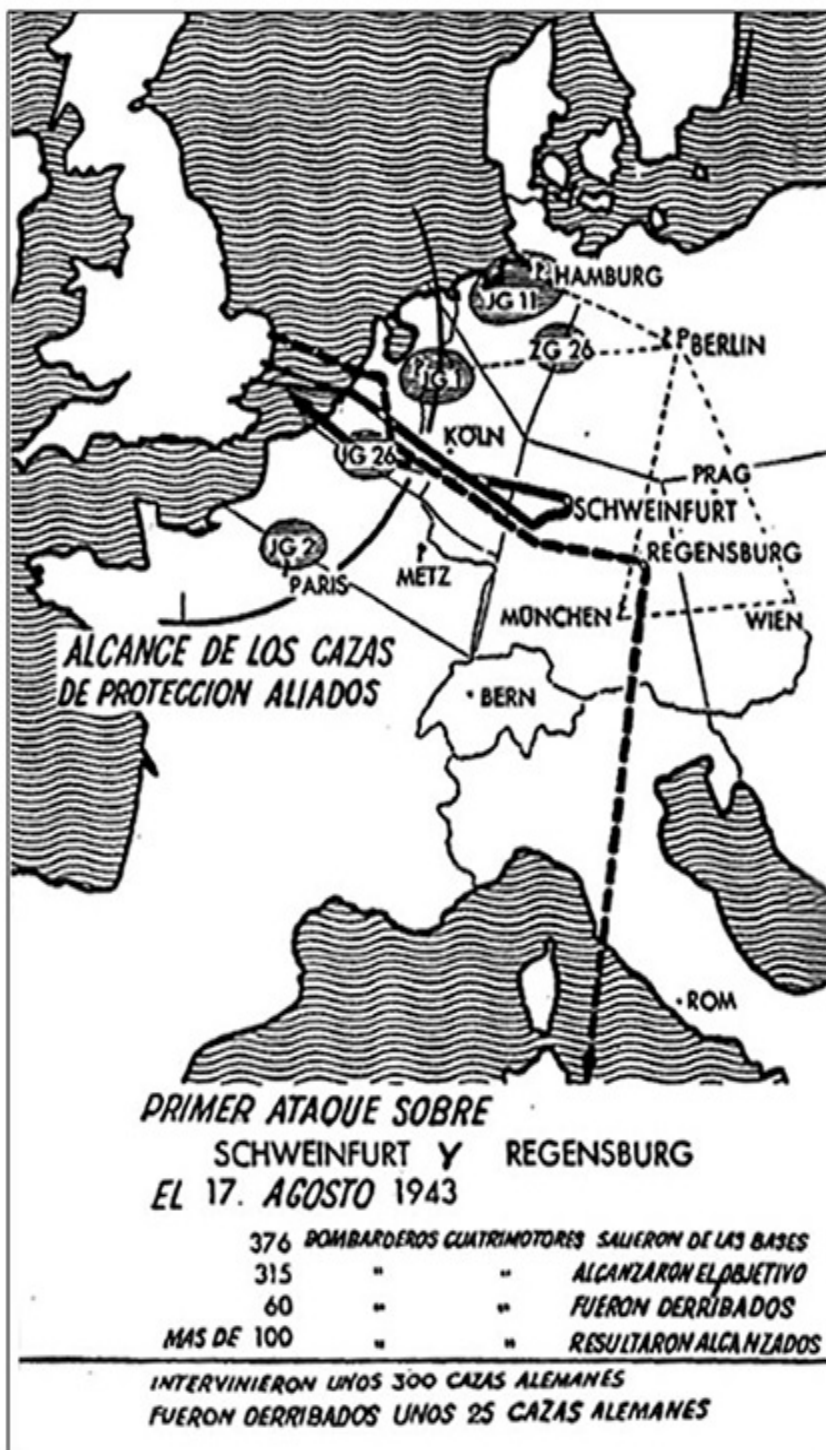 HAMBURG
JG 11
ZG 26
BERLIN
JG 1
KÖLN
JG 26
PRAG
SCHWEINFURT
JG 2
REGENSBURG
PARIS
METZ
MÜNCHEN
WIEN
ALCANCE DE LOS CAZAS
DE PROTECCION ALIADOS
BERN
ROM
PRIMER ATAQUE SOBRE
SCHWEINFURT Y REGENSBURG
EL 17. AGOSTO 1943
376 BOMBARDEROS CUATRIMOTORES SALIERON DE LAS BASES
315 " " ALCANZARON EL OBJETIVO
60 " " FUERON DERRIBADOS
MAS DE 100 " " RESULTARON ALCANZADOS
INTERVINIERON UNOS 300 CAZAS ALEMANES
FUERON DERRIBADOS UNOS 25 CAZAS ALEMANES